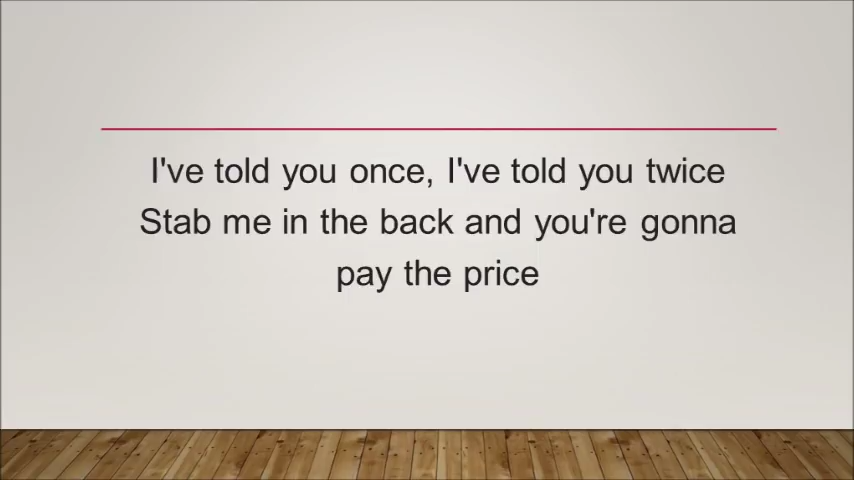 I've told you once, I've told you twice
Stab me in the back and you're gonna
pay the price